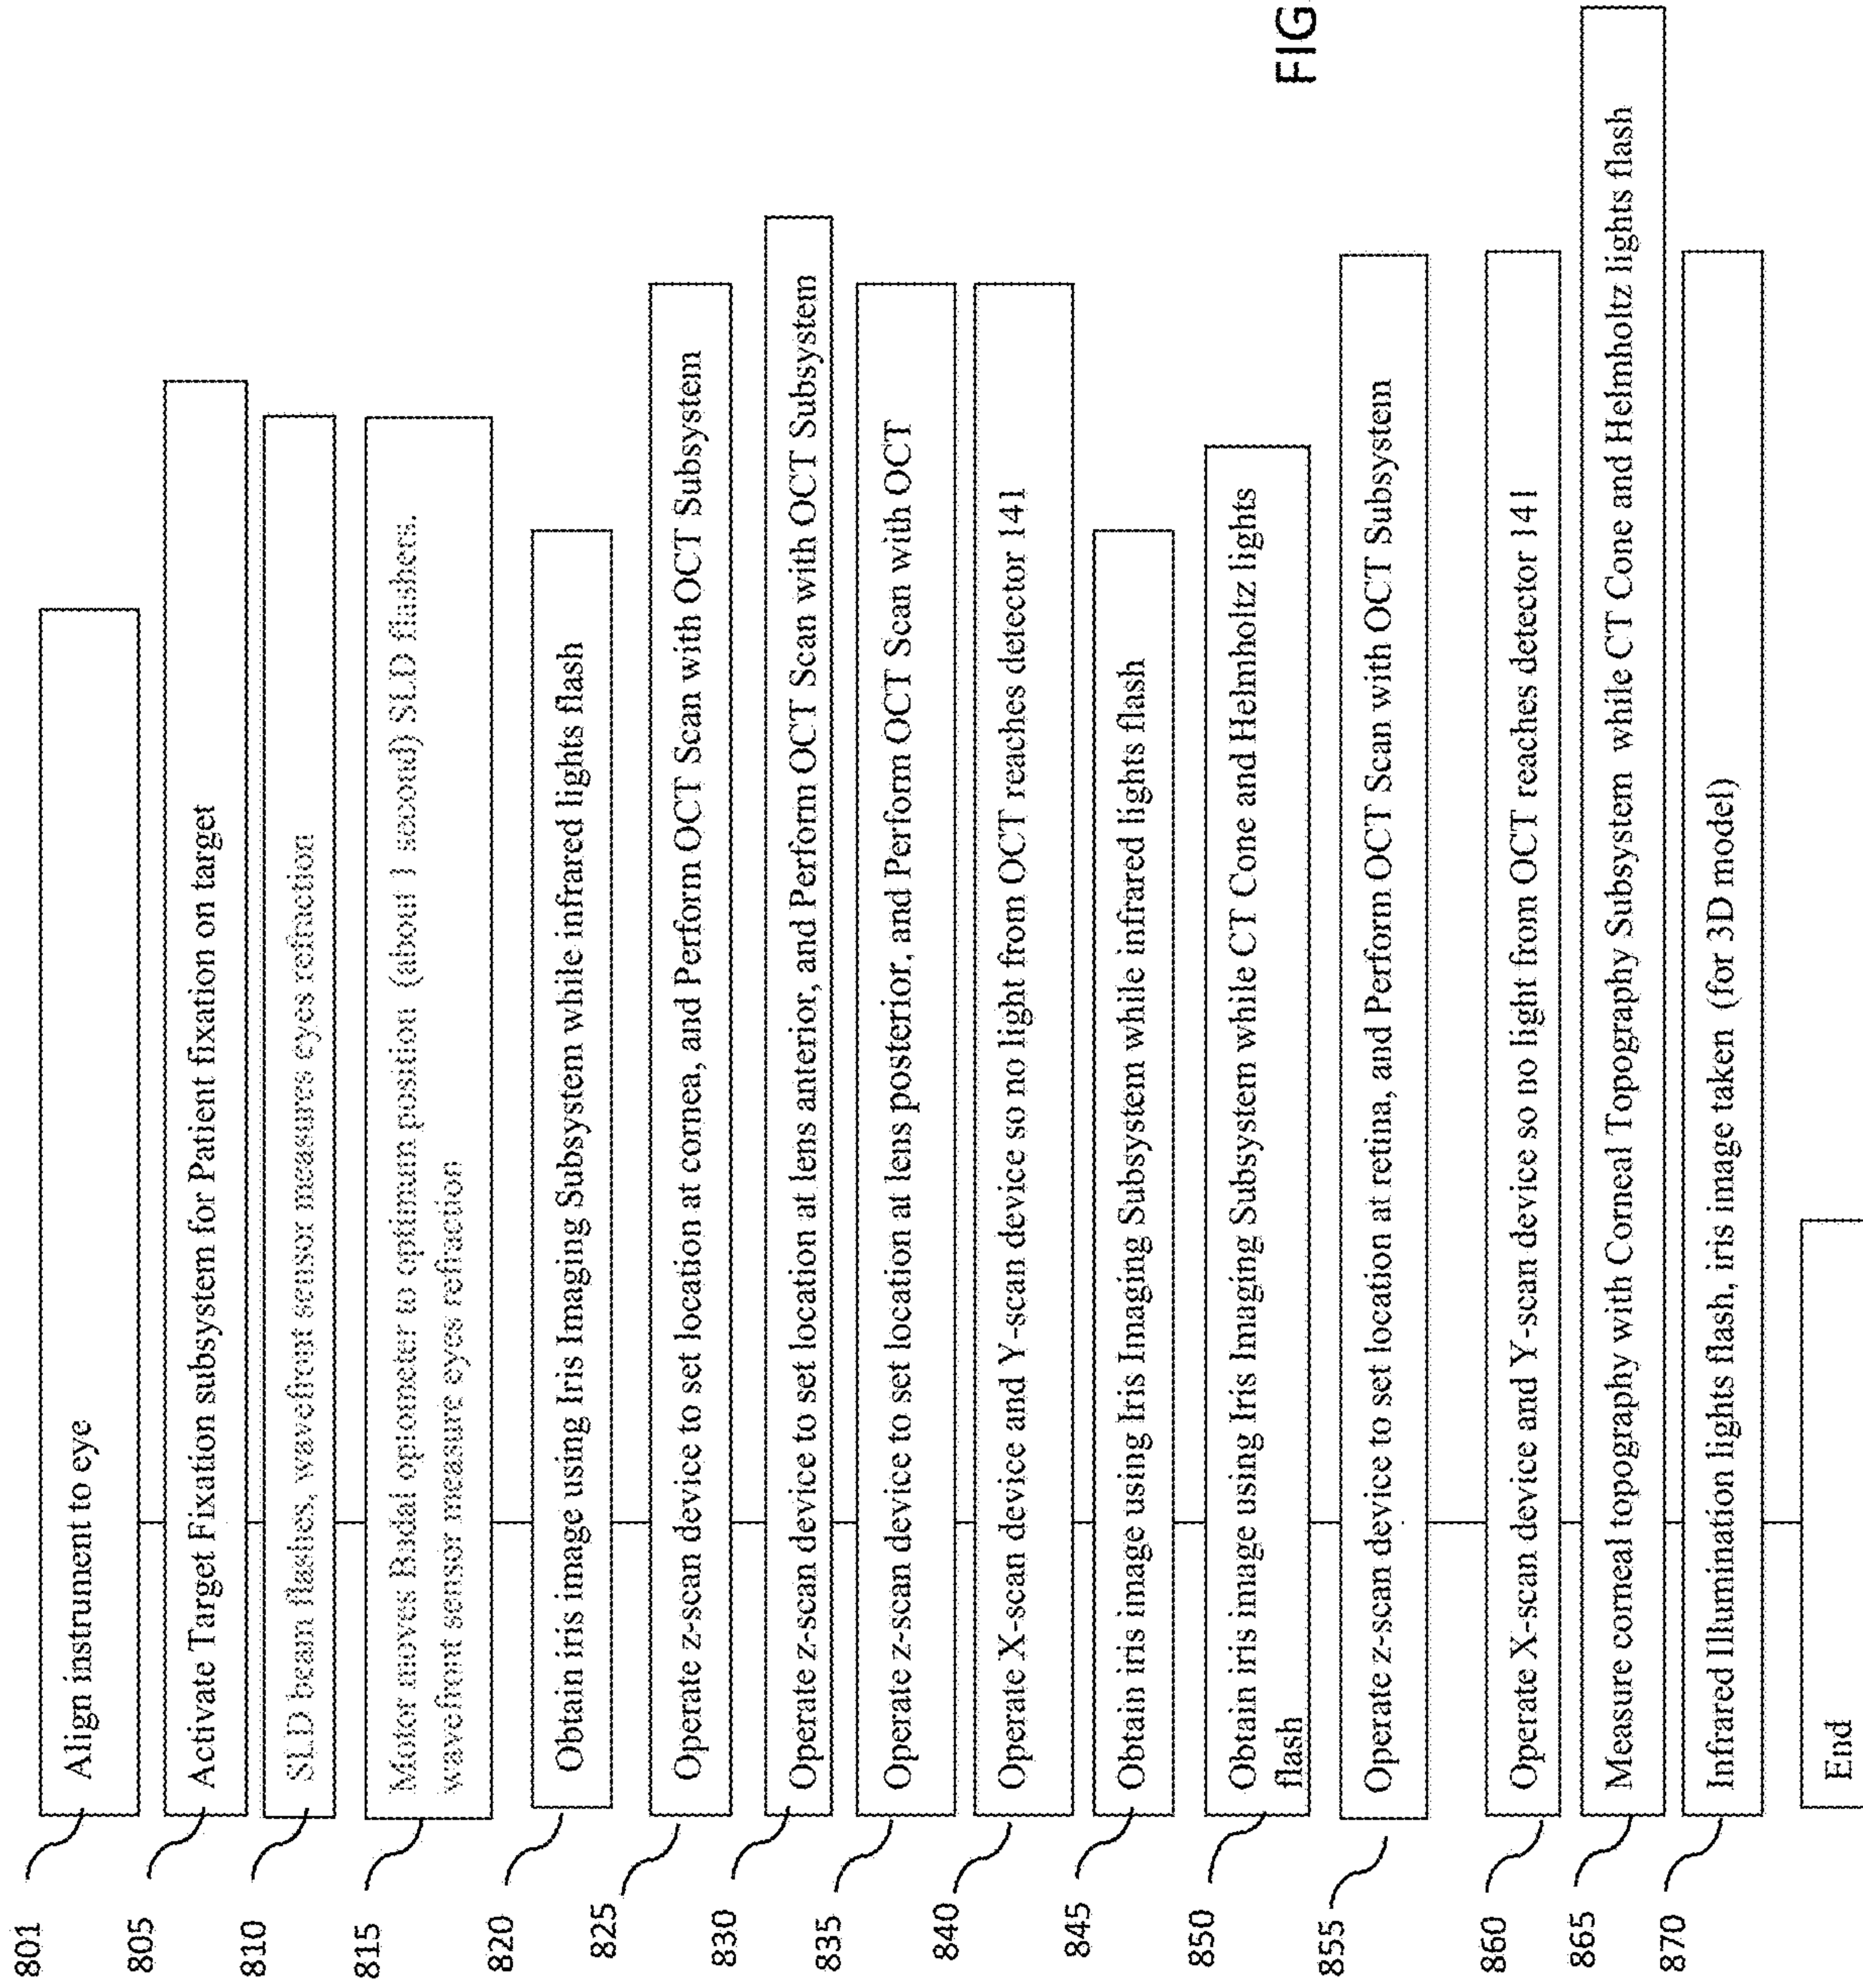 801
Align instrument to eye
805
Activate Target Fixation subsystem for Patient fixation on target
810
SLD beam flashes, wavefront sensor measures eyes refraction
815
Motor moves Badal optometer to optimum position (about 1 second) SLD flashers.
wavefront sensor measure eyes refraction
820
Obtain iris image using Iris Imaging Subsystem while infrared lights flash
825
Operate z-scan device to set location at cornea, and Perform OCT Scan with OCT Subsystem
830
Operate z-scan device to set location at lens anterior, and Perform OCT Scan with OCT Subsystem
835
Operate z-scan device to set location at lens posterior, and Perform OCT Scan with OCT
840
Operate X-scan device and Y-scan device so no light from OCT reaches detector 141
845
Obtain iris image using Iris Imaging Subsystem while infrared lights flash
850
Obtain iris image using Iris Imaging Subsystem while CT Cone and Helmholtz lights
flash
855
Operate z-scan device to set location at retina, and Perform OCT Scan with OCT Subsystem
860
Operate X-scan device and Y-scan device so no light from OCT reaches detector 141
865
Measure corneal topography with Corneal Topography Subsystem while CT Cone and Helmholtz lights flash
870
Infrared Illumination lights flash, iris image taken (for 3D model)
End
FIG